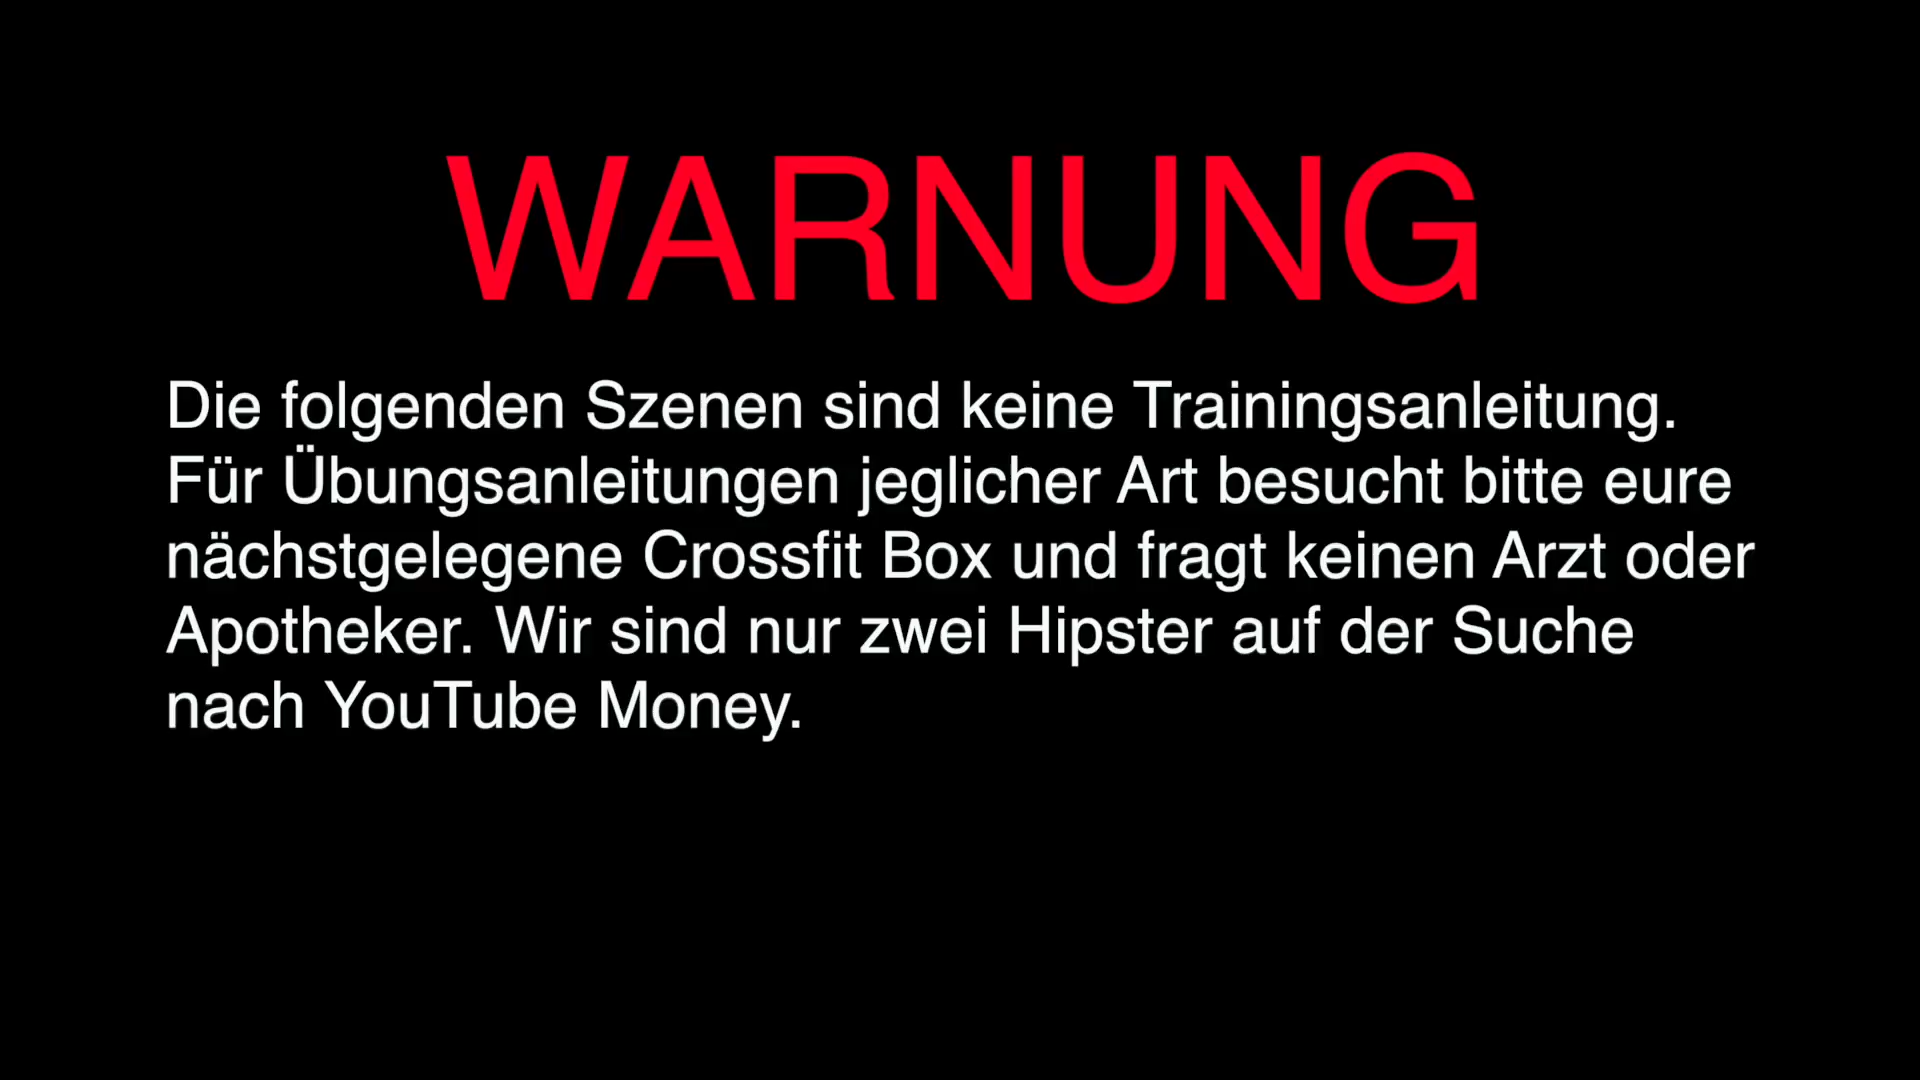 WARNUNG
Die folgenden Szenen sind keine Trainingsanleitung.
Für Übungsanleitungen jeglicher Art besucht bitte eure
nächstgelegene Crossfit Box und fragt keinen Arzt oder
Apotheker. Wir sind nur zwei Hipster auf der Suche
nach YouTube Money.